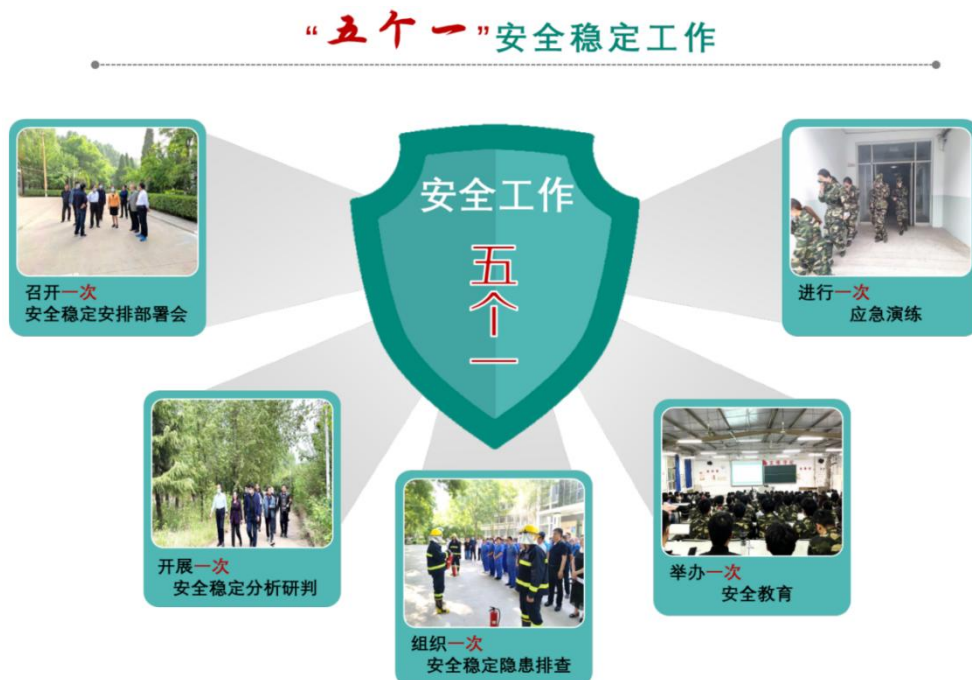 “五个一”安全稳定工作
安全工作
五个一
召开一次
安全稳定安排部署会
开展一次
安全稳定分析研判
组织一次
安全稳定隐患排查
举办一次
安全教育
进行一次
应急演练